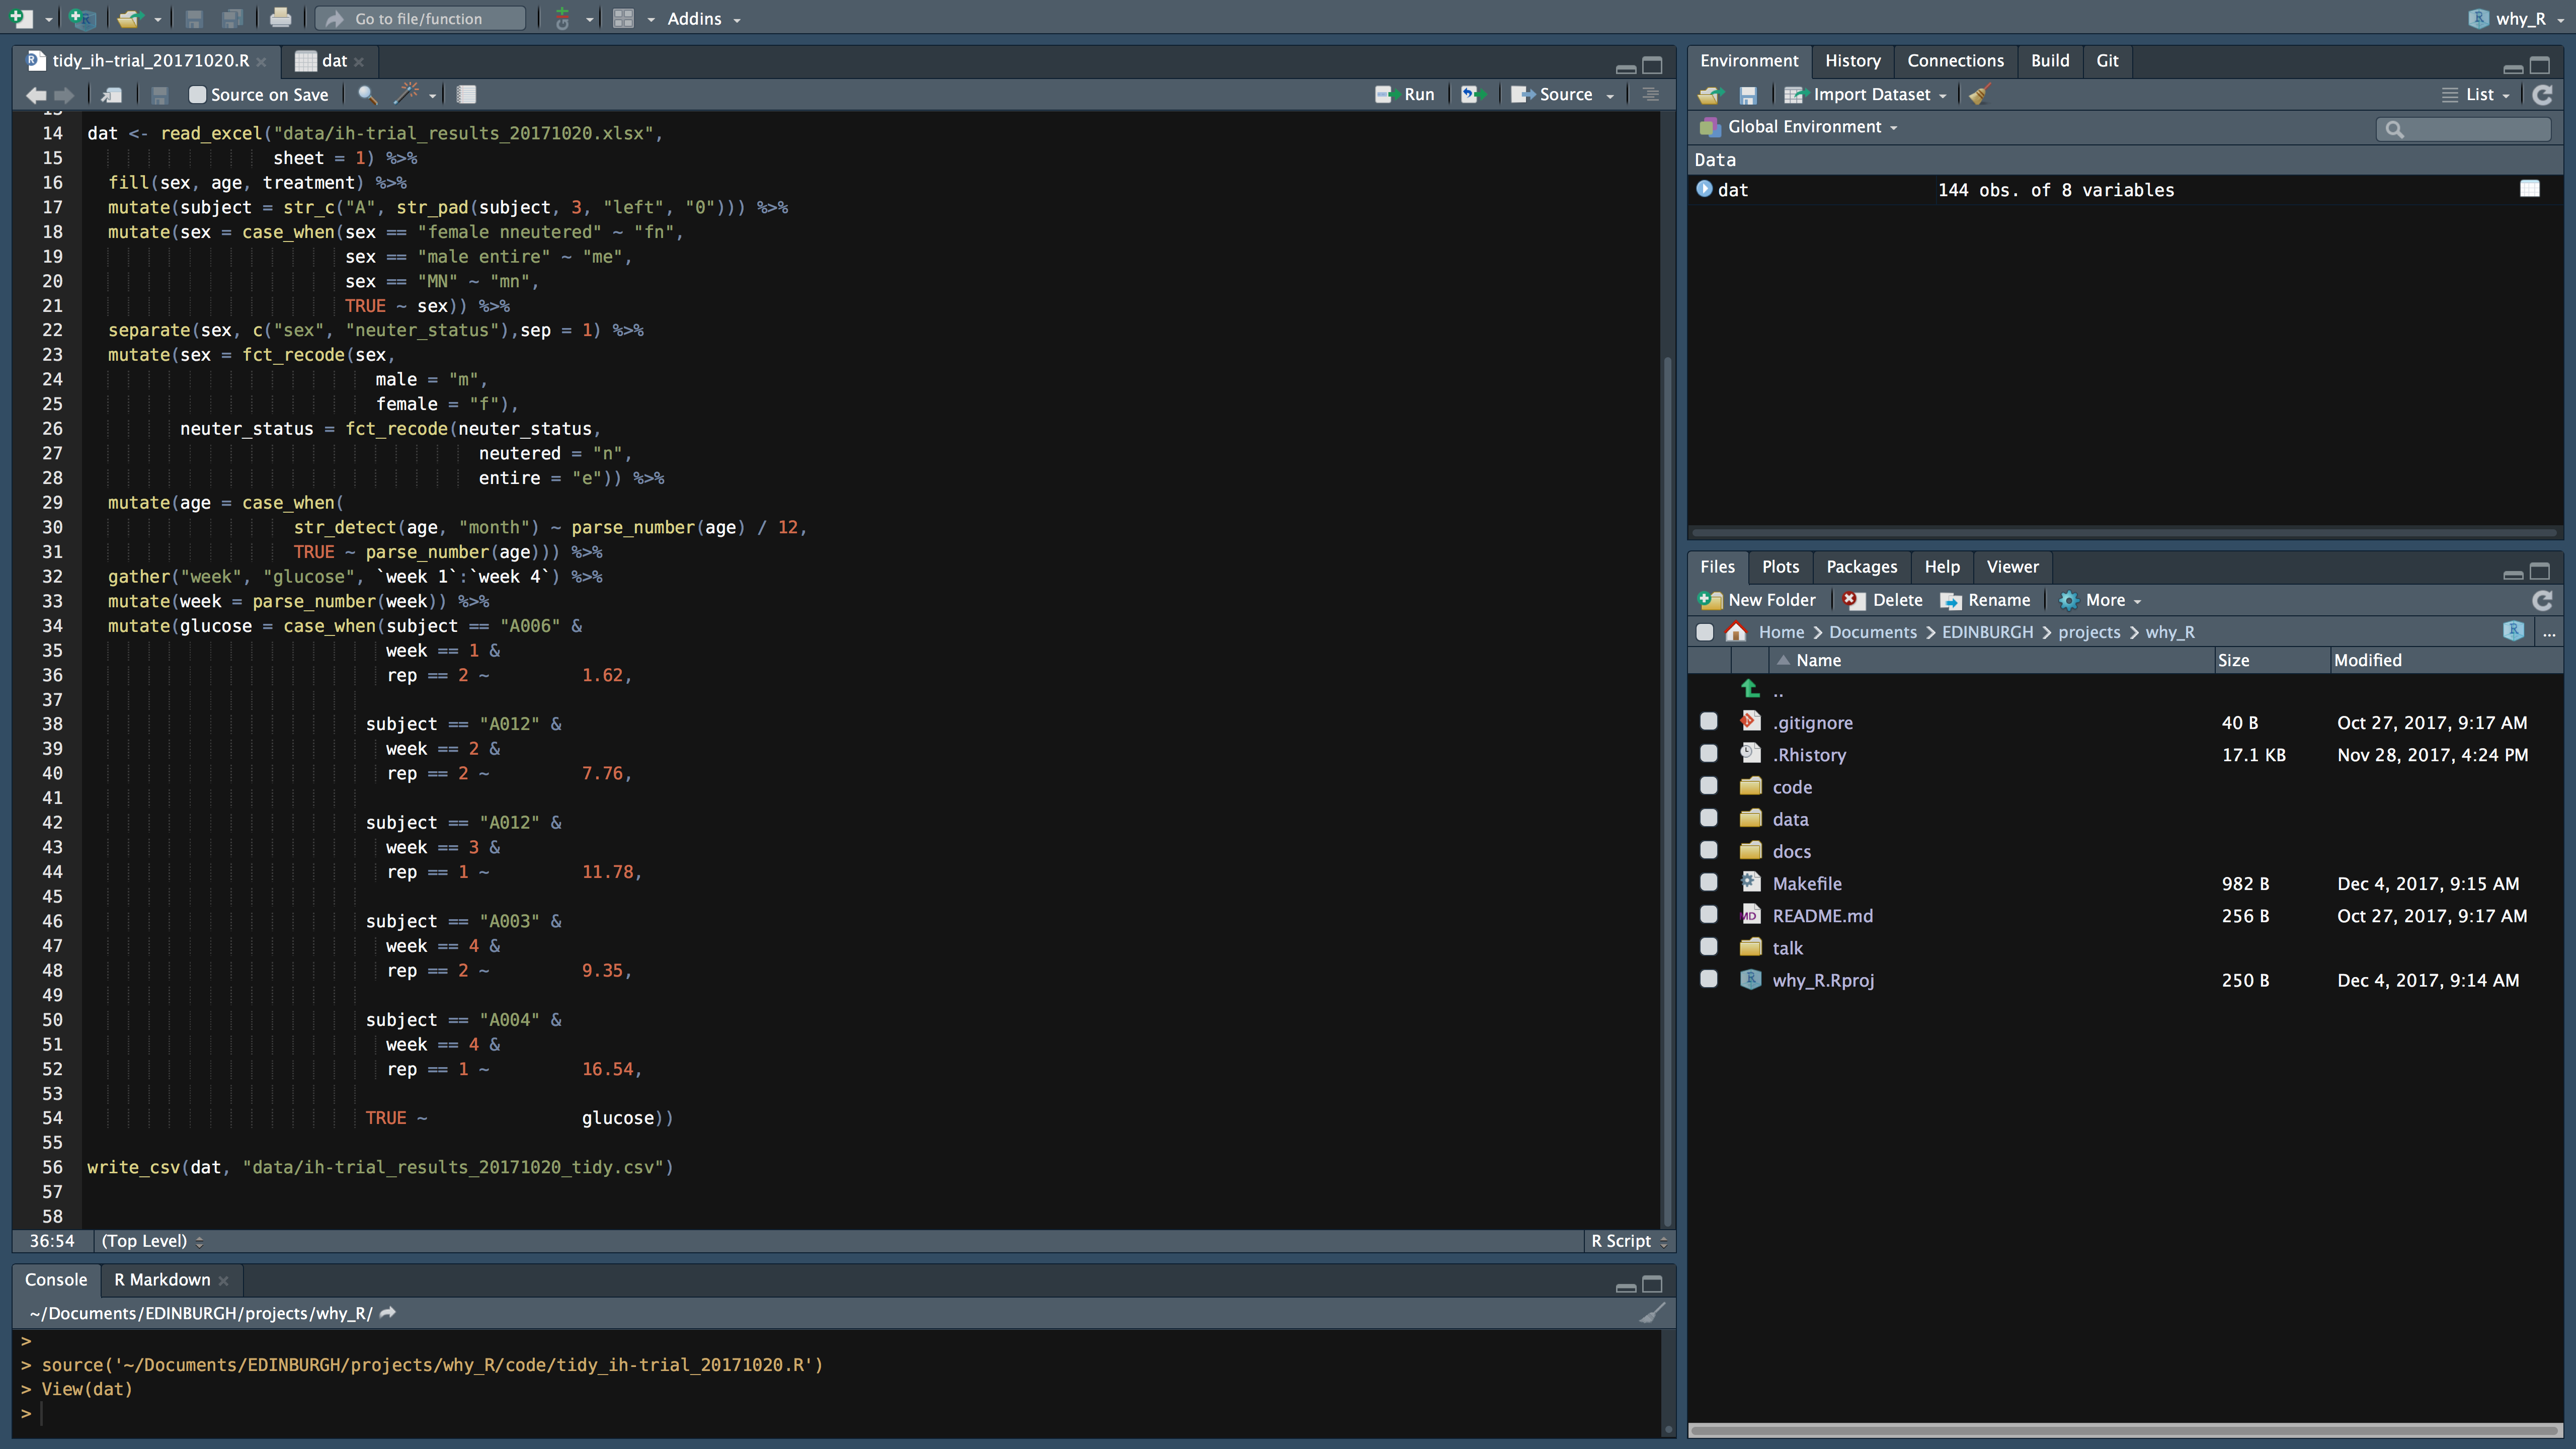 Go to file/function
Addins
why_R
tidy_ih-trial_20171020.R
dat
Source on Save
Run
Source
14 dat <- read_excel("data/ih-trial_results_20171020.xlsx",
15 sheet = 1) %>%
16 fill(sex, age, treatment) %>%
17 mutate(subject = str_c("A", str_pad(subject, 3, "left", "0"))) %>%
18 mutate(sex = case_when(sex == "female nneutered" ~ "fn",
19 sex == "male entire" ~ "me",
20 sex == "MN" ~ "mn",
21 TRUE ~ sex)) %>%
22 separate(sex, c("sex", "neuter_status"),sep = 1) %>%
23 mutate(sex = fct_recode(sex,
24 male = "m",
25 female = "f"),
26 neuter_status = fct_recode(neuter_status,
27 neutered = "n",
28 entire = "e")) %>%
29 mutate(age = case_when(
30 str_detect(age, "month") ~ parse_number(age) / 12,
31 TRUE ~ parse_number(age))) %>%
32 gather("week", "glucose", `week 1`:`week 4`) %>%
33 mutate(week = parse_number(week)) %>%
34 mutate(glucose = case_when(subject == "A006" &
35 week == 1 &
36 rep == 2 ~ 1.62,
37
38 subject == "A012" &
39 week == 2 &
40 rep == 2 ~ 7.76,
41
42 subject == "A012" &
43 week == 3 &
44 rep == 1 ~ 11.78,
45
46 subject == "A003" &
47 week == 4 &
48 rep == 2 ~ 9.35,
49
50 subject == "A004" &
51 week == 4 &
52 rep == 1 ~ 16.54,
53
54 TRUE ~ glucose))
55
56 write_csv(dat, "data/ih-trial_results_20171020_tidy.csv")
57
58
36:54 (Top Level)
R Script
Console R Markdown
~/Documents/EDINBURGH/projects/why_R/
>
> source('~/Documents/EDINBURGH/projects/why_R/code/tidy_ih-trial_20171020.R')
> View(dat)
>
Environment History Connections Build Git
Import Dataset
List
Global Environment
Data
dat 144 obs. of 8 variables
Files Plots Packages Help Viewer
New Folder Delete Rename More
Home Documents EDINBURGH projects why_R ...
Name Size Modified
..
.gitignore 40 B Oct 27, 2017, 9:17 AM
.Rhistory 17.1 KB Nov 28, 2017, 4:24 PM
code
data
docs
Makefile 982 B Dec 4, 2017, 9:15 AM
README.md 256 B Oct 27, 2017, 9:17 AM
talk
why_R.Rproj 250 B Dec 4, 2017, 9:14 AM